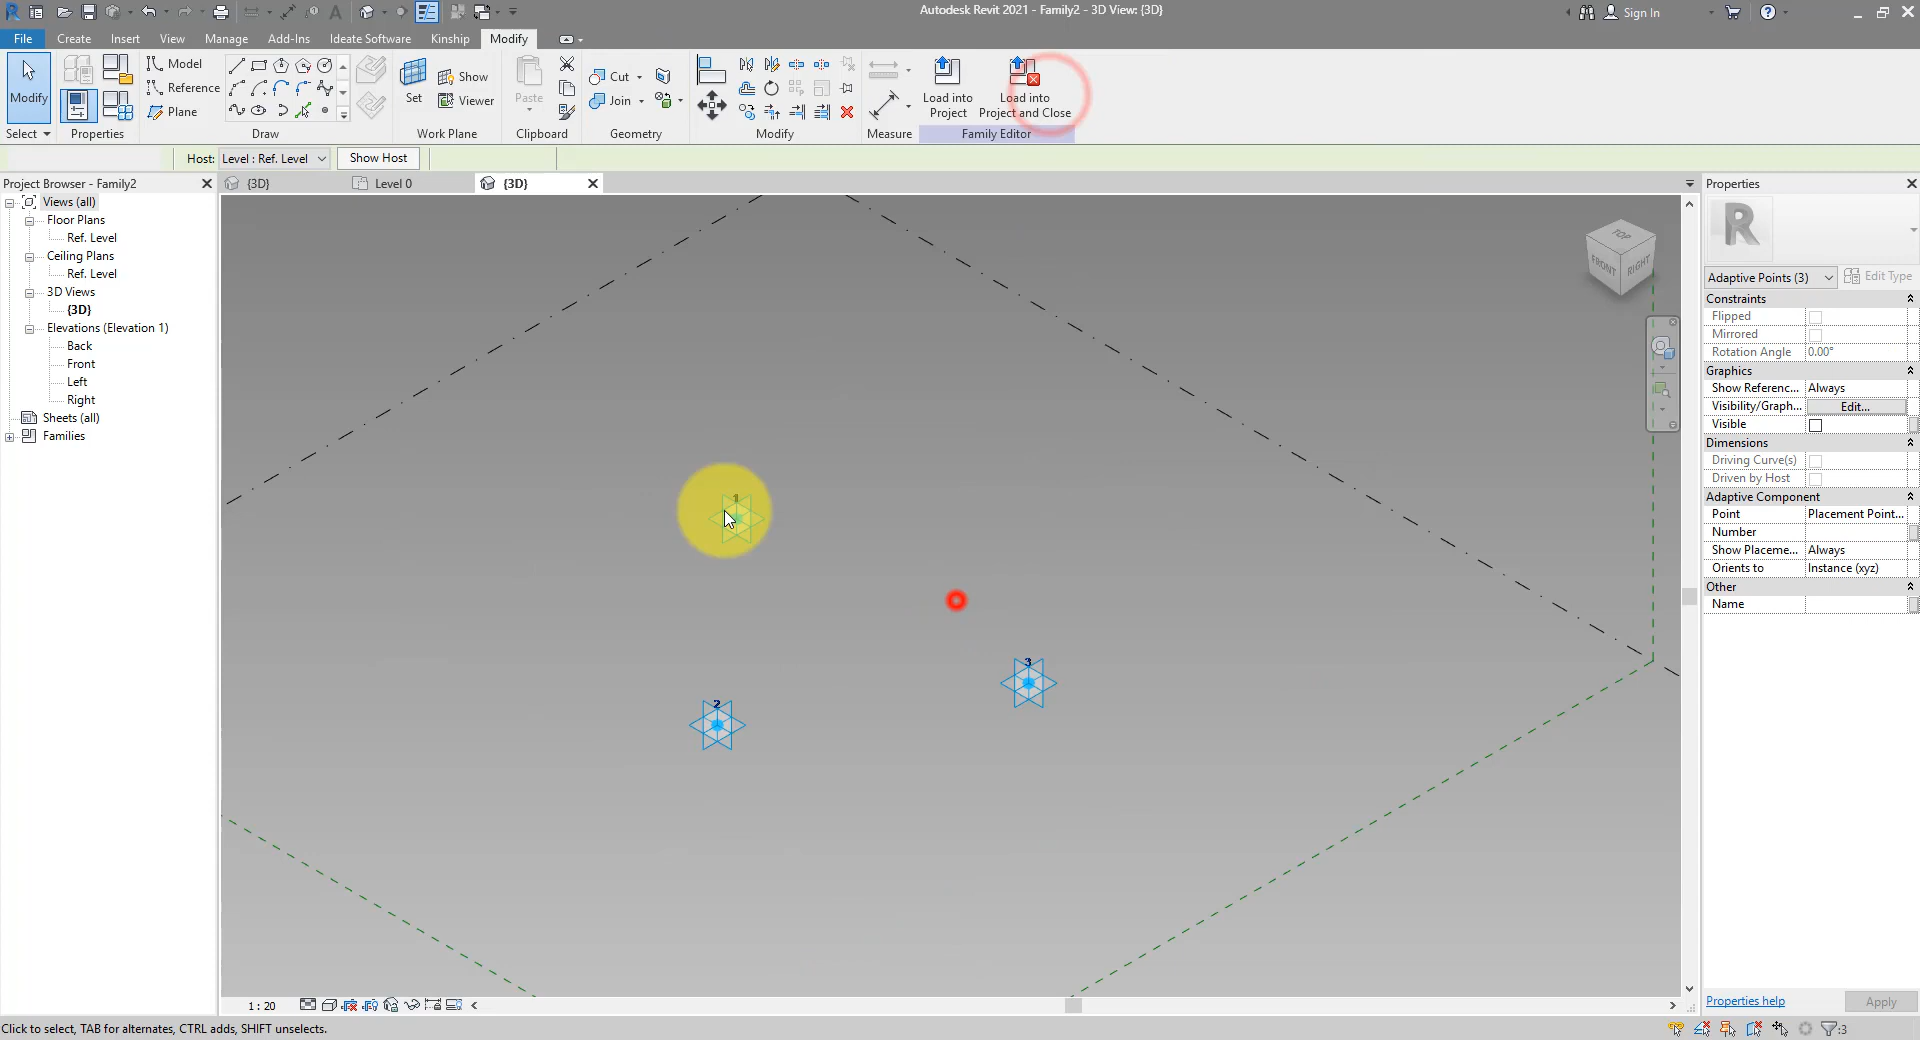 Autodesk Revit 2021 - Family2 - 3D View: {3D}
Sign In
File Create Insert View Manage Add-Ins Ideate Software Kinship Modify
Modify
Select
Properties
Model
Reference
Plane
Draw
Set
Show
Viewer
Work Plane
Paste
Clipboard
Cut
Join
Geometry
Modify
Measure
Load into
Project
Load into
Project and Close
Family Editor
Host: Level : Ref. Level Show Host
Project Browser - Family2
Views (all)
Floor Plans
Ref. Level
Ceiling Plans
Ref. Level
3D Views
{3D}
Elevations (Elevation 1)
Back
Front
Left
Right
Sheets (all)
Families
{3D} Level 0 {3D}
TOP
FRONT RIGHT
1
2
3
Properties
R
Adaptive Points (3) Edit Type
Constraints
Flipped
Mirrored
Rotation Angle 0.00°
Graphics
Show Referenc... Always
Visibility/Graph... Edit...
Visible
Dimensions
Driving Curve(s)
Driven by Host
Adaptive Component
Point Placement Point...
Number
Show Placeme... Always
Orients to Instance (xyz)
Other
Name
Properties help Apply
1 : 20
Click to select, TAB for alternates, CTRL adds, SHIFT unselects.
:3